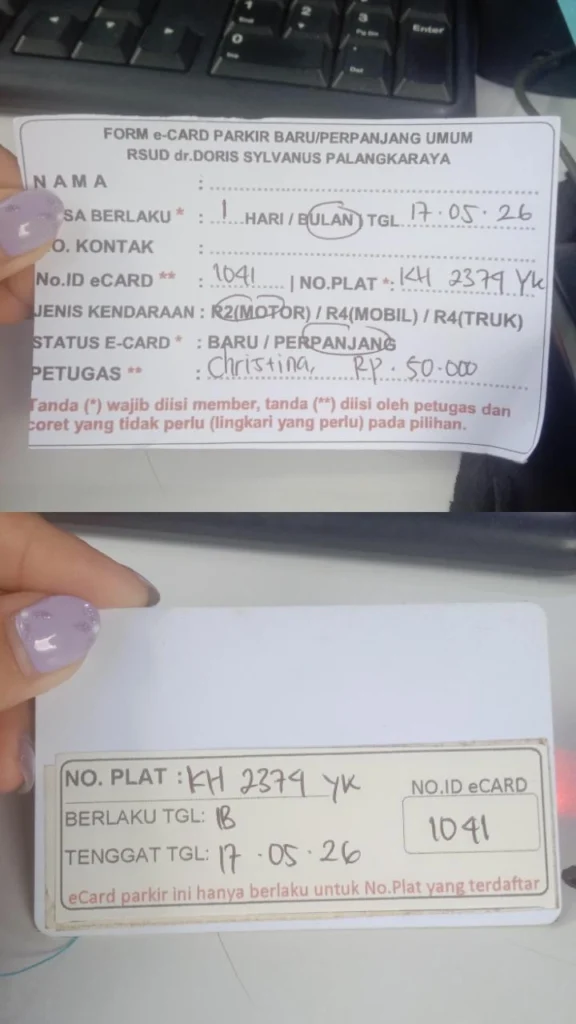 FORM e-CARD PARKIR BARU/PERPANJANG UMUM
RSUD dr.DORIS SYLVANUS PALANGKARAYA
N A M A :
SA BERLAKU * : 1 HARI / BULAN TGL 17.05.26
O. KONTAK :
No.ID eCARD ** : 1041 | NO.PLAT *: KH 2379 YK
JENIS KENDARAAN : R2(MOTOR) / R4(MOBIL) / R4(TRUK)
STATUS E-CARD * : BARU / PERPANJANG
PETUGAS ** : Christina, Rp. 50.000
Tanda (*) wajib diisi member, tanda (**) diisi oleh petugas dan
coret yang tidak perlu (lingkari yang perlu) pada pilihan.
NO. PLAT : KH 2379 YK
NO.ID eCARD
BERLAKU TGL: 1B
1041
TENGGAT TGL: 17.05.26
eCard parkir ini hanya berlaku untuk No.Plat yang terdaftar